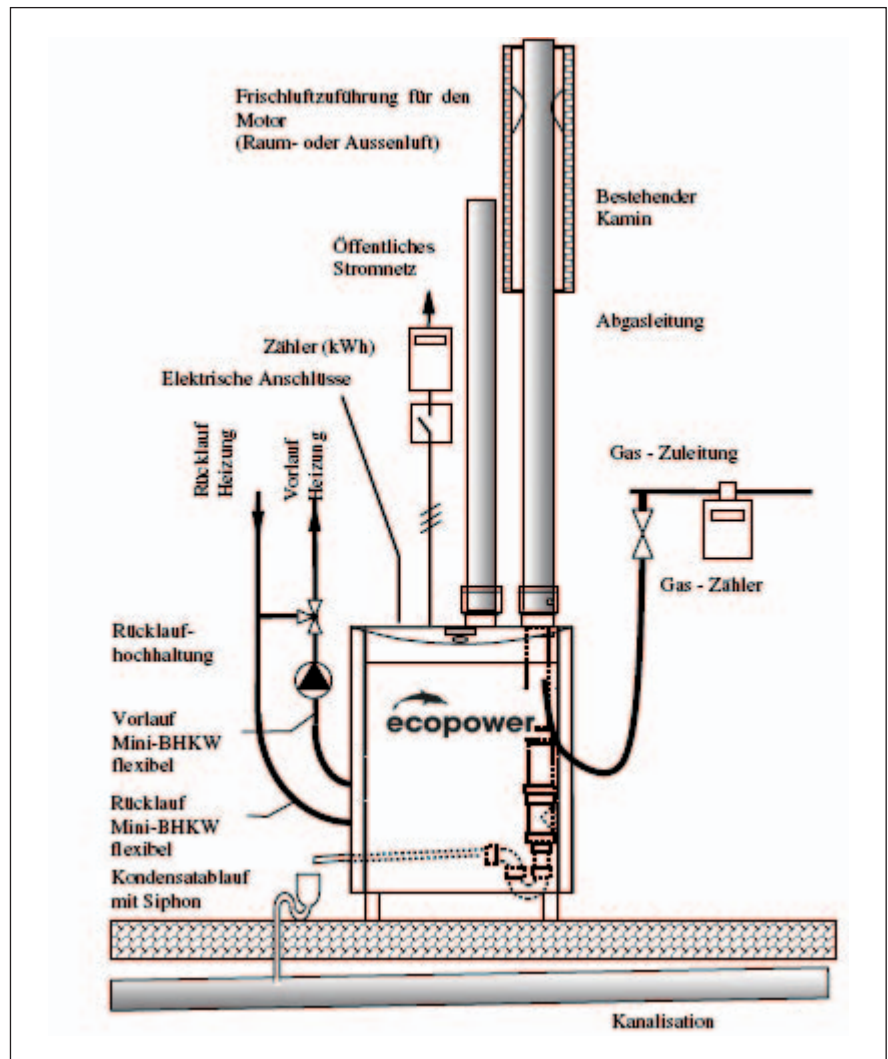 Frischluftzuführung für den
Motor
(Raum- oder Aussenluft)
Bestehender
Kamin
Öffentliches
Stromnetz
Abgasleitung
Zähler (kWh)
Elektrische Anschlüsse
Rücklauf
Heizung
Vorlauf
Heizung
Gas - Zuleitung
Gas - Zähler
Rücklauf-
hochhaltung
ecopower
Vorlauf
Mini-BHKW
flexibel
Rücklauf
Mini-BHKW
flexibel
Kondensatablauf
mit Siphon
Kanalisation